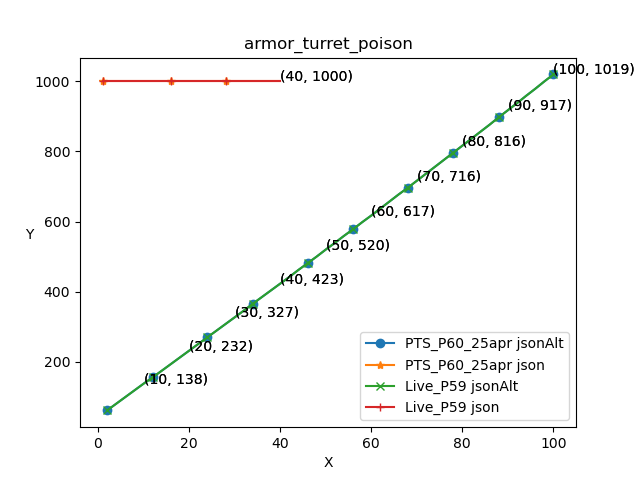 armor_turret_poison
1000
800
600
400
200
Y
(40, 1000)
(100, 1019)
(90, 917)
(80, 816)
(70, 716)
(60, 617)
(50, 520)
(40, 423)
(30, 327)
(20, 232)
(10, 138)
PTS_P60_25apr jsonAlt
PTS_P60_25apr json
Live_P59 jsonAlt
Live_P59 json
0 20 40 60 80 100
X